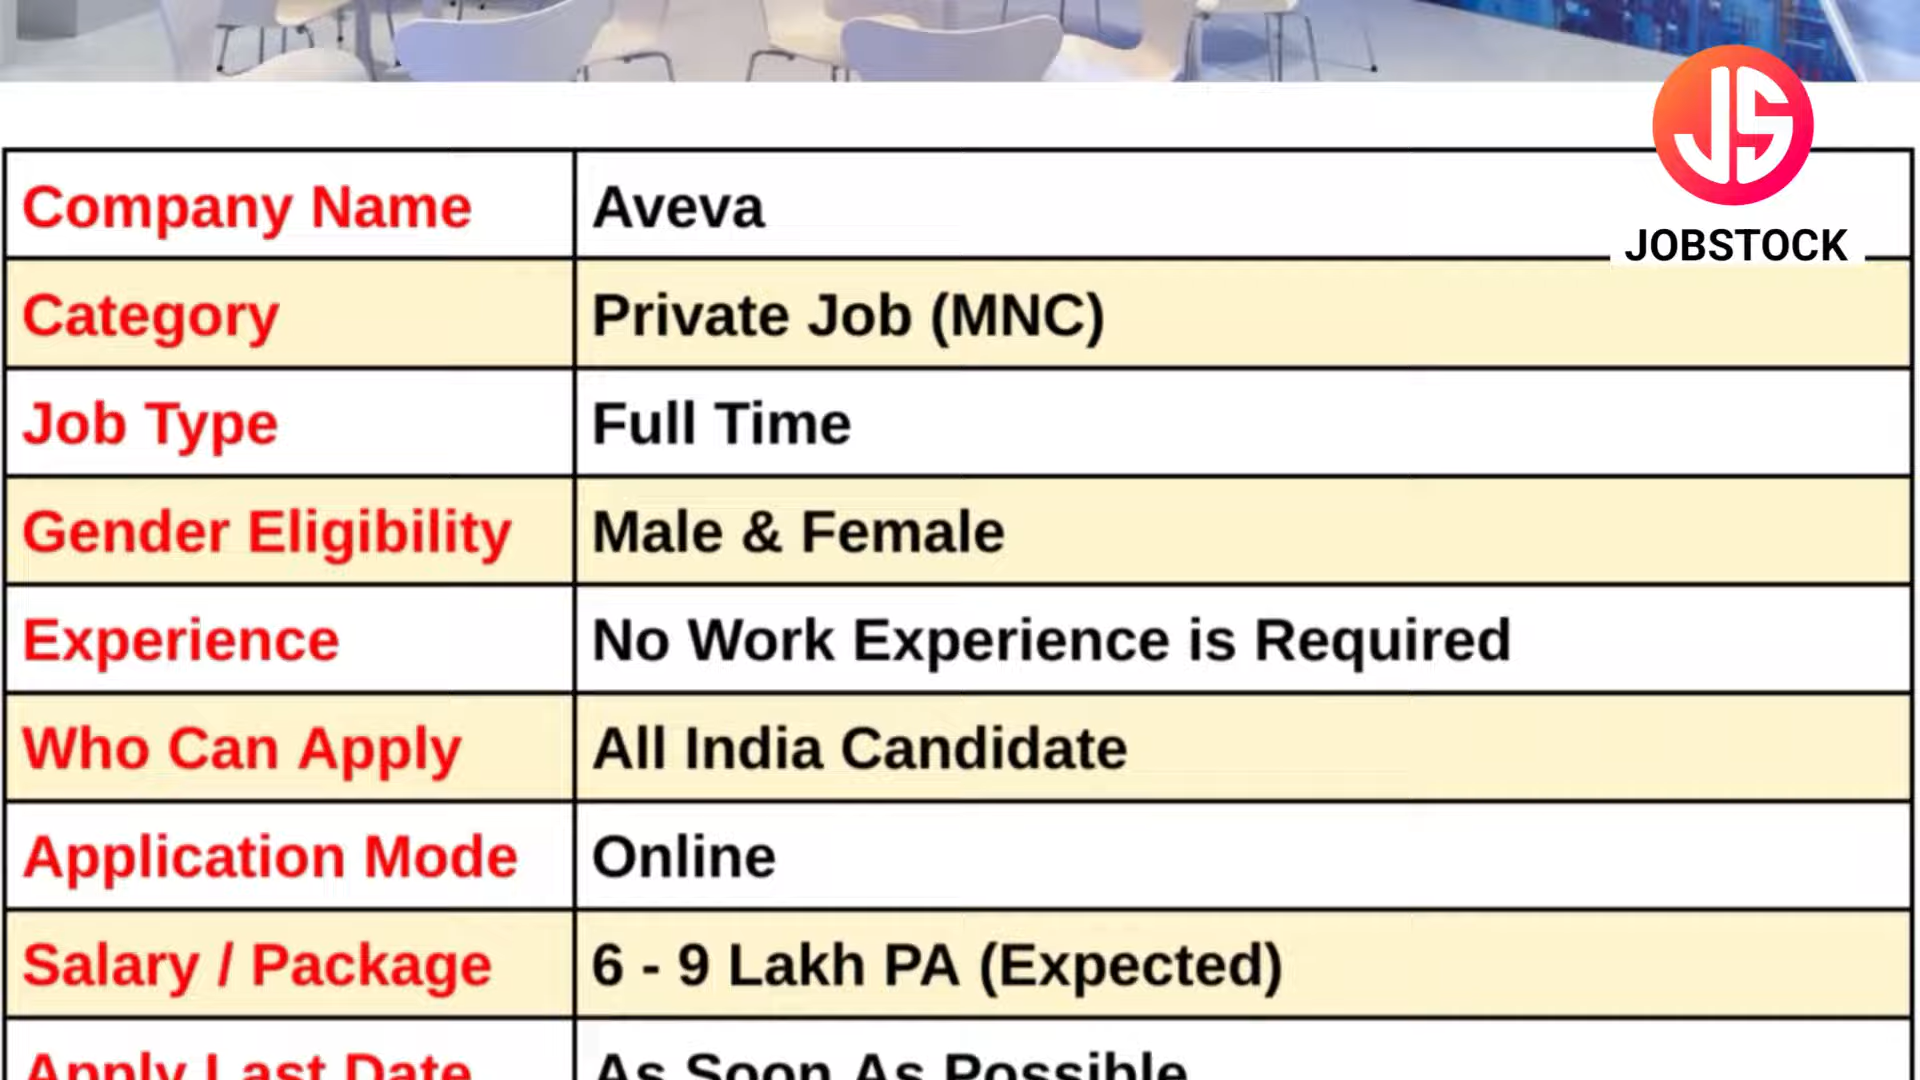 JS
JOBSTOCK
Company Name Aveva
Category Private Job (MNC)
Job Type Full Time
Gender Eligibility Male & Female
Experience No Work Experience is Required
Who Can Apply All India Candidate
Application Mode Online
Salary / Package 6 - 9 Lakh PA (Expected)
Apply Last Date As Soon As Possible